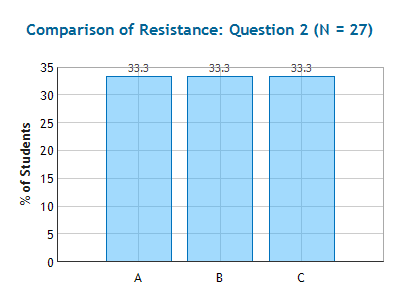 Comparison of Resistance: Question 2 (N = 27)
% of Students
35
30
25
20
15
10
5
0
33.3
33.3
33.3
A
B
C